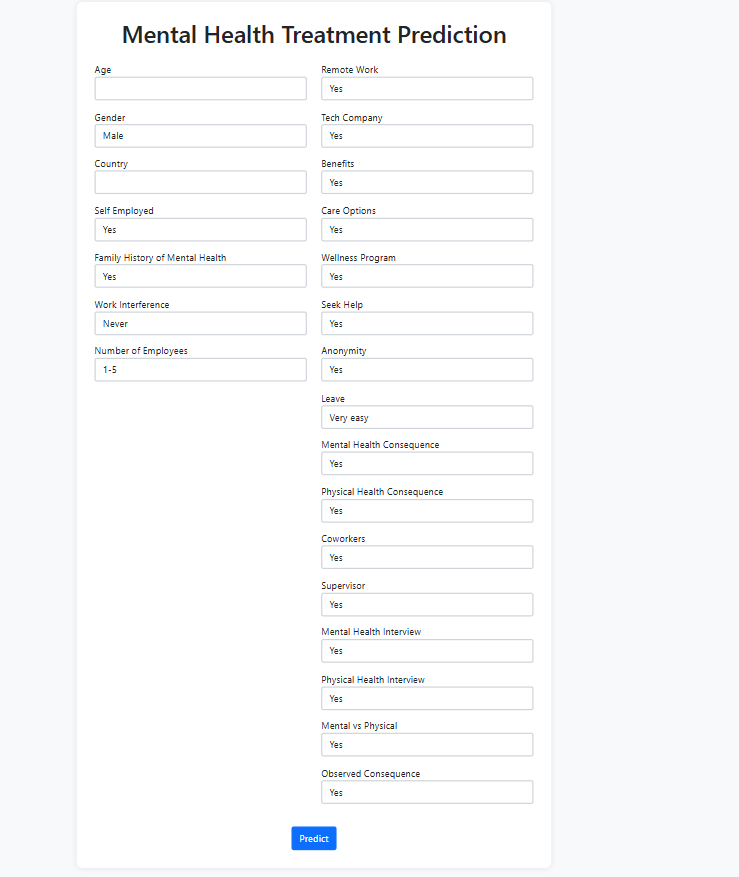 Mental Health Treatment Prediction
Age
Gender
Male
Country
Self Employed
Yes
Family History of Mental Health
Yes
Work Interference
Never
Number of Employees
1-5
Remote Work
Yes
Tech Company
Yes
Benefits
Yes
Care Options
Yes
Wellness Program
Yes
Seek Help
Yes
Anonymity
Yes
Leave
Very easy
Mental Health Consequence
Yes
Physical Health Consequence
Yes
Coworkers
Yes
Supervisor
Yes
Mental Health Interview
Yes
Physical Health Interview
Yes
Mental vs Physical
Yes
Observed Consequence
Yes
Predict